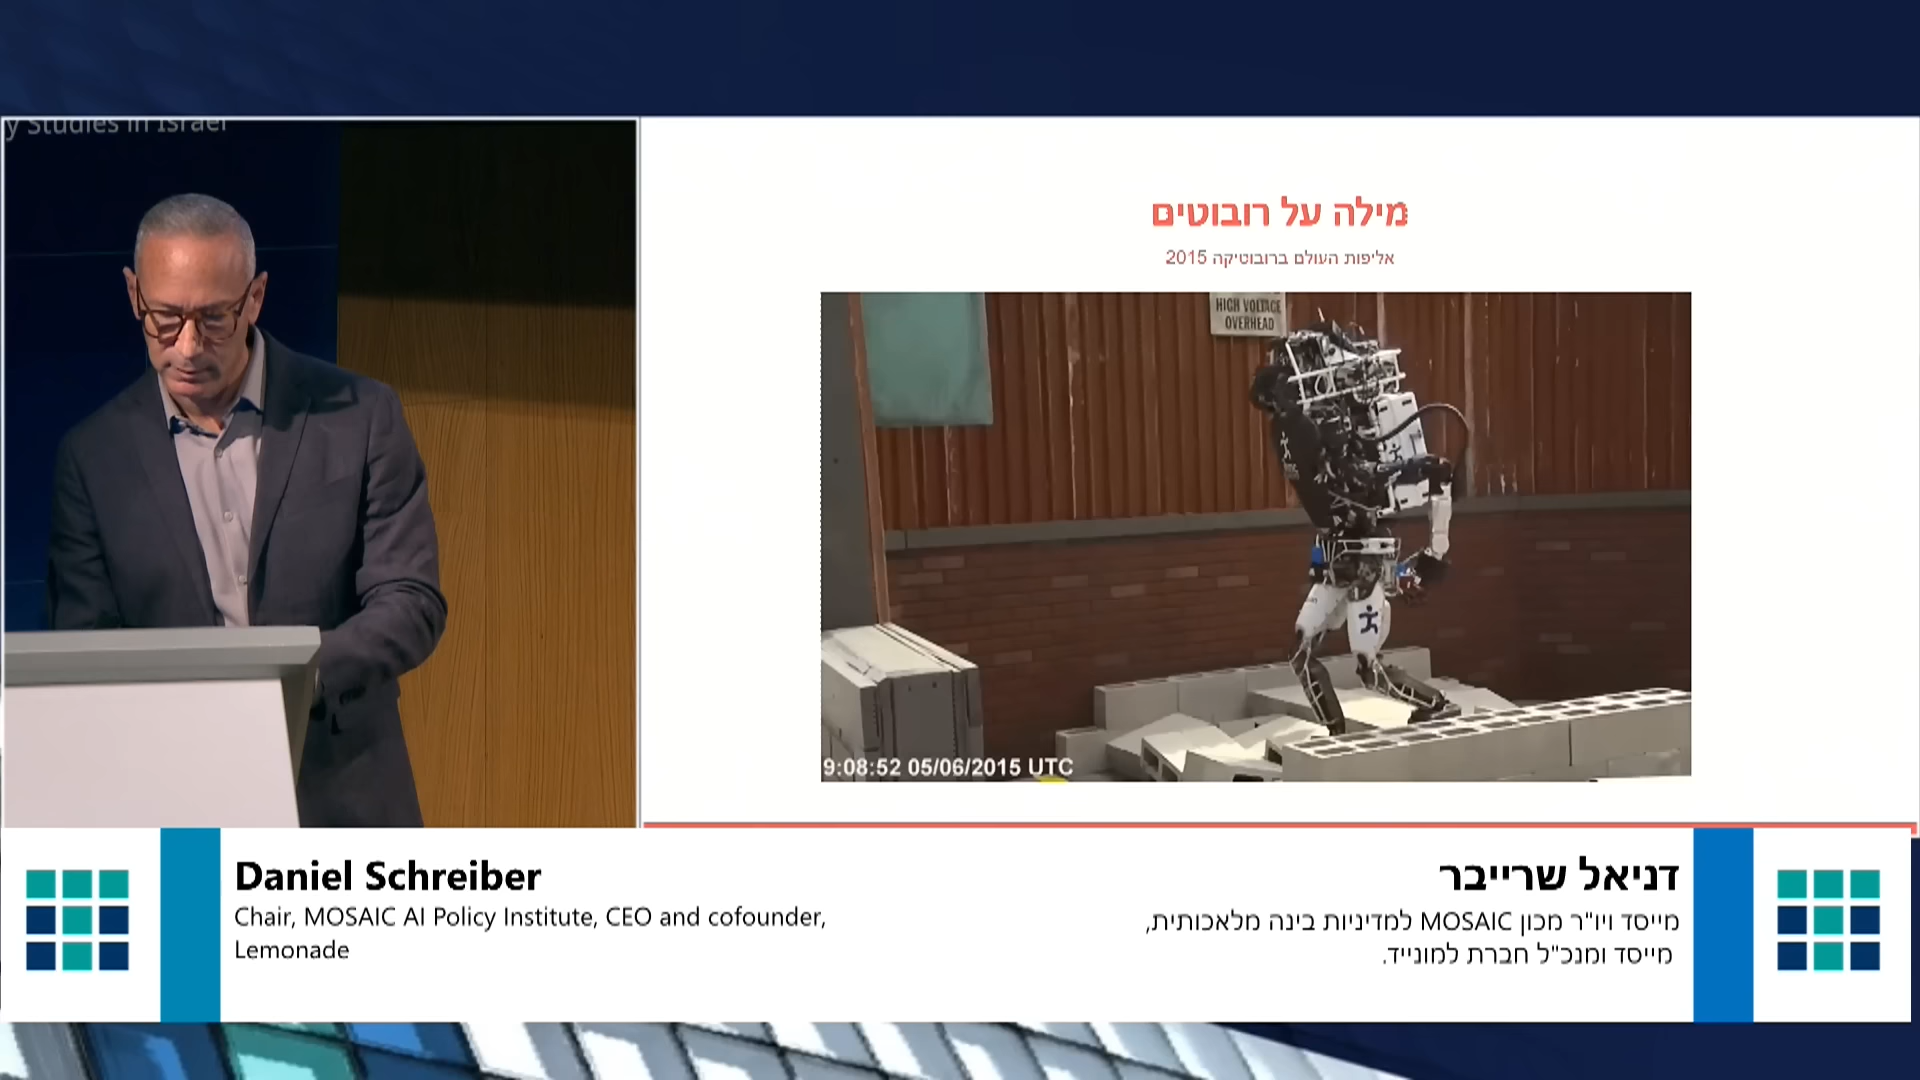 y Studies in Israel
מילה על רובוטים
אליפות העולם ברובוטיקה 2015
HIGH VOLTAGE
OVERHEAD
9:08:52 05/06/2015 UTC
Daniel Schreiber
Chair, MOSAIC AI Policy Institute, CEO and cofounder,
Lemonade
דניאל שרייבר
מייסד ויו"ר מכון MOSAIC למדיניות בינה מלאכותית,
מייסד ומנכ"ל חברת למונייד.